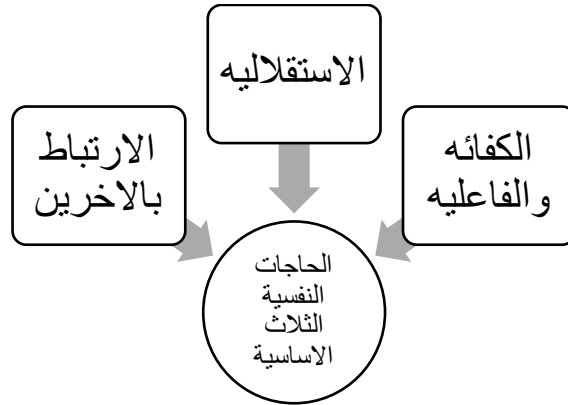 الاستقلاليه
الكفائه
والفاعليه
الارتباط
بالاخرين
الحاجات
النفسية
الثلاث
الاساسية